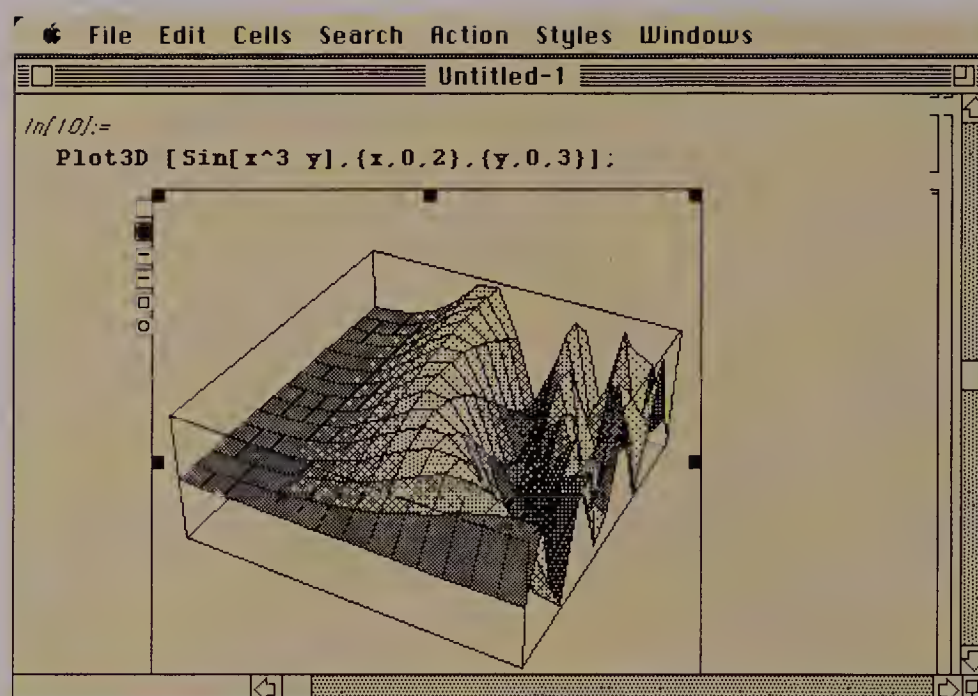 File Edit Cells Search Action Styles Windows
Untitled-1
In[10]:=
Plot3D [Sin[x^3 y],{x,0,2},{y,0,3}];